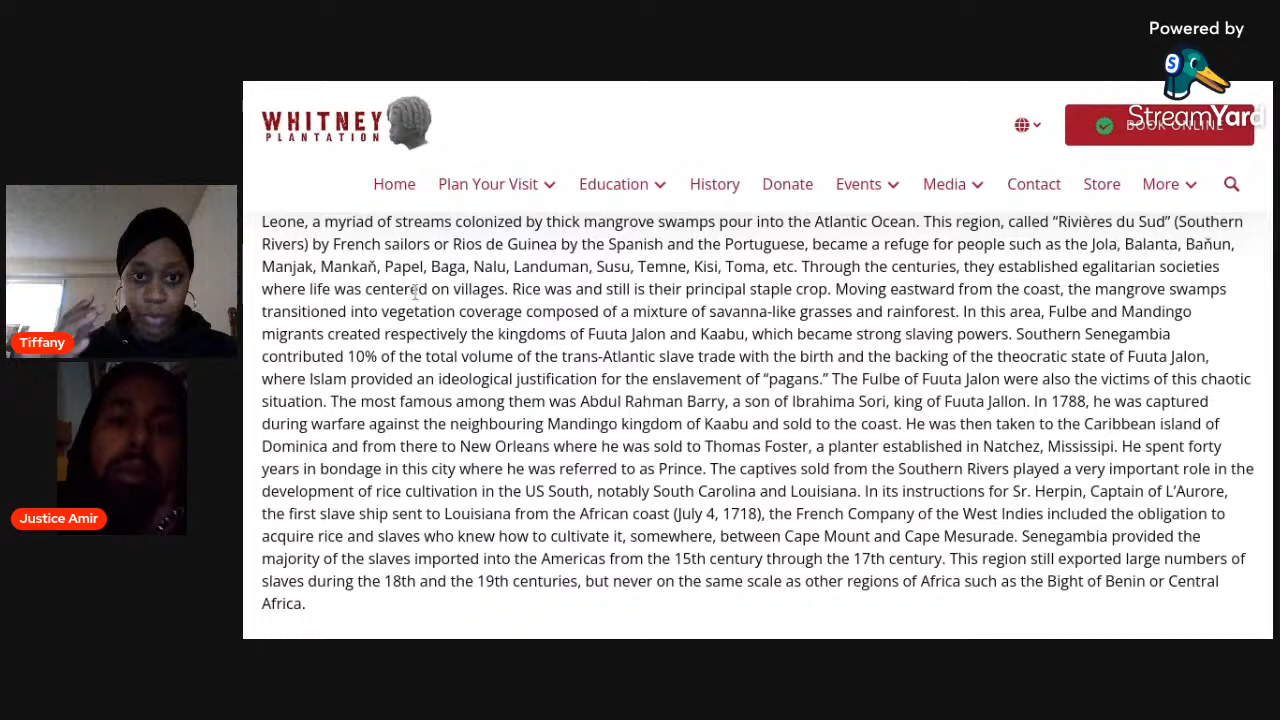 Powered by
StreamYard
WHITNEY
PLANTATION
BOOK ONLINE
Home Plan Your Visit Education History Donate Events Media Contact Store More
Leone, a myriad of streams colonized by thick mangrove swamps pour into the Atlantic Ocean. This region, called “Rivières du Sud” (Southern
Rivers) by French sailors or Rios de Guinea by the Spanish and the Portuguese, became a refuge for people such as the Jola, Balanta, Baňun,
Manjak, Mankaň, Papel, Baga, Nalu, Landuman, Susu, Temne, Kisi, Toma, etc. Through the centuries, they established egalitarian societies
where life was centered on villages. Rice was and still is their principal staple crop. Moving eastward from the coast, the mangrove swamps
transitioned into vegetation coverage composed of a mixture of savanna-like grasses and rainforest. In this area, Fulbe and Mandingo
migrants created respectively the kingdoms of Fuuta Jalon and Kaabu, which became strong slaving powers. Southern Senegambia
contributed 10% of the total volume of the trans-Atlantic slave trade with the birth and the backing of the theocratic state of Fuuta Jalon,
where Islam provided an ideological justification for the enslavement of “pagans.” The Fulbe of Fuuta Jalon were also the victims of this chaotic
situation. The most famous among them was Abdul Rahman Barry, a son of Ibrahima Sori, king of Fuuta Jallon. In 1788, he was captured
during warfare against the neighbouring Mandingo kingdom of Kaabu and sold to the coast. He was then taken to the Caribbean island of
Dominica and from there to New Orleans where he was sold to Thomas Foster, a planter established in Natchez, Mississipi. He spent forty
years in bondage in this city where he was referred to as Prince. The captives sold from the Southern Rivers played a very important role in the
development of rice cultivation in the US South, notably South Carolina and Louisiana. In its instructions for Sr. Herpin, Captain of L’Aurore,
the first slave ship sent to Louisiana from the African coast (July 4, 1718), the French Company of the West Indies included the obligation to
acquire rice and slaves who knew how to cultivate it, somewhere, between Cape Mount and Cape Mesurade. Senegambia provided the
majority of the slaves imported into the Americas from the 15th century through the 17th century. This region still exported large numbers of
slaves during the 18th and the 19th centuries, but never on the same scale as other regions of Africa such as the Bight of Benin or Central
Africa.
Tiffany
Justice Amir